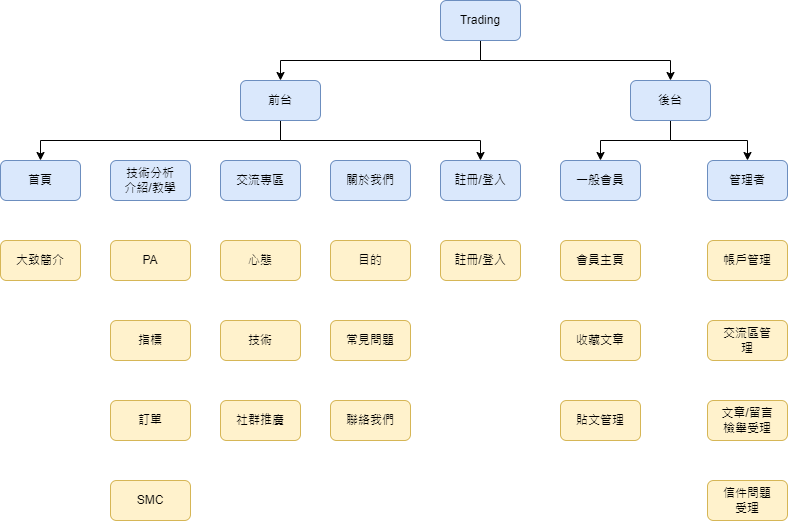 Trading
前台
後台
首頁
技術分析
介紹/教學
交流專區
關於我們
註冊/登入
一般會員
管理者
大致簡介
PA
心態
目的
註冊/登入
會員主頁
帳戶管理
指標
技術
常見問題
收藏文章
交流區管
理
訂單
社群推廣
聯絡我們
貼文管理
文章/留言
檢舉受理
SMC
信件問題
受理